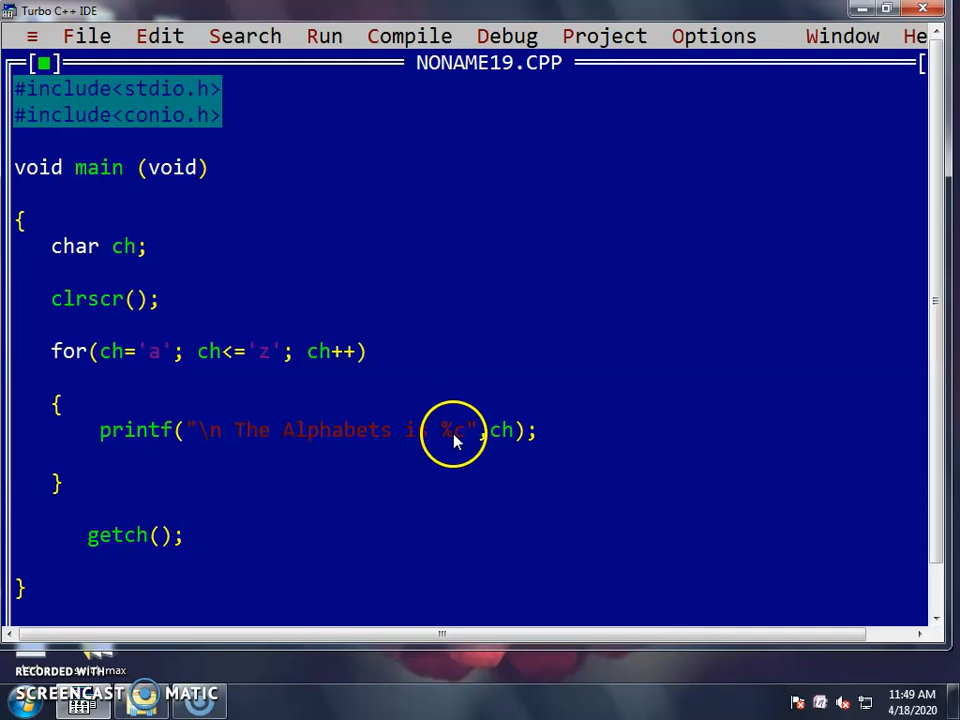 Turbo C++ IDE
≡ File Edit Search Run Compile Debug Project Options Window He
[■] NONAME19.CPP [
#include<stdio.h>
#include<conio.h>
void main (void)
{
char ch;
clrscr();
for(ch='a'; ch<='z'; ch++)
{
printf("\n The Alphabets is %c",ch);
}
getch();
}
max
RECORDED WITH
SCREENCAST MATIC
11:49 AM
4/18/2020